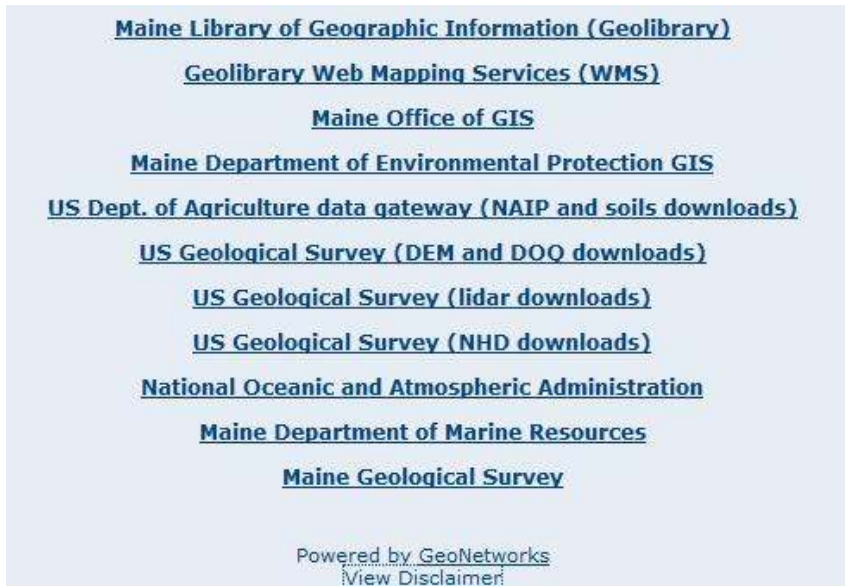 Maine Library of Geographic Information (Geolibrary)
Geolibrary Web Mapping Services (WMS)
Maine Office of GIS
Maine Department of Environmental Protection GIS
US Dept. of Agriculture data gateway (NAIP and soils downloads)
US Geological Survey (DEM and DOQ downloads)
US Geological Survey (lidar downloads)
US Geological Survey (NHD downloads)
National Oceanic and Atmospheric Administration
Maine Department of Marine Resources
Maine Geological Survey
Powered by GeoNetworks
View Disclaimer